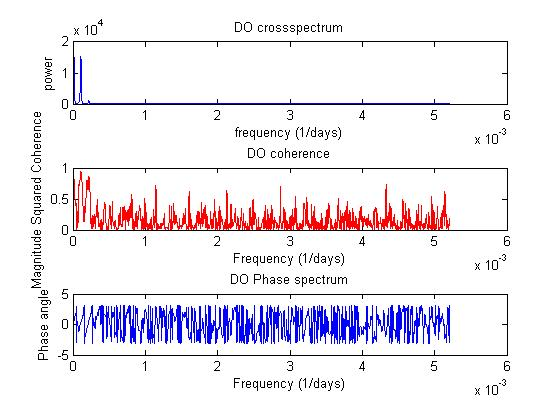 DO crossspectrum
x 10^4
2
1
0
power
0 1 2 3 4 5 6
frequency (1/days)
x 10^-3
DO coherence
1
0.5
0
Magnitude Squared Coherence
0 1 2 3 4 5 6
Frequency (1/days)
x 10^-3
DO Phase spectrum
5
0
-5
Phase angle
0 1 2 3 4 5 6
Frequency (1/days)
x 10^-3